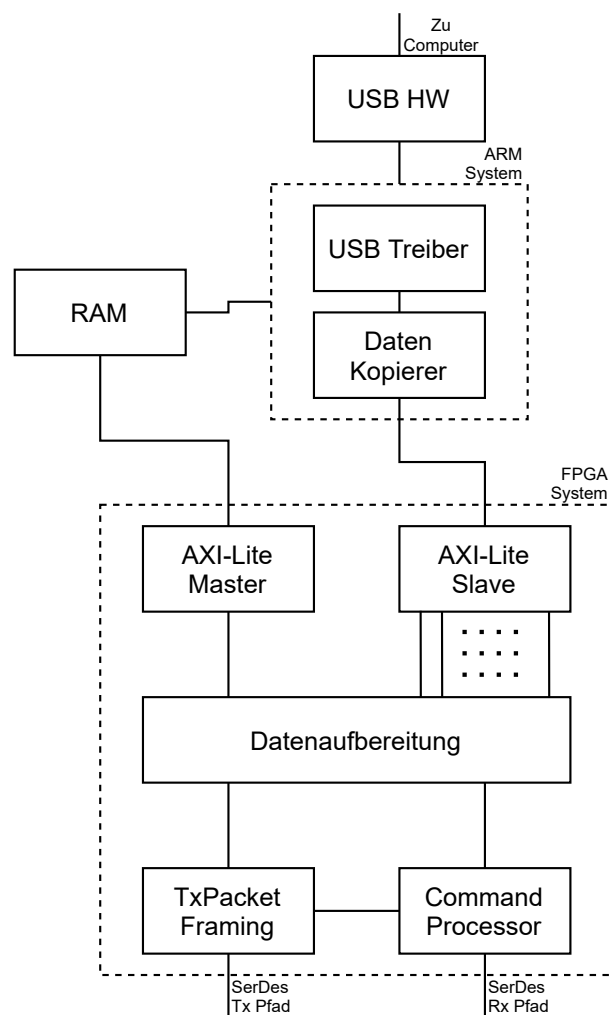 Zu
Computer
USB HW
ARM
System
USB Treiber
RAM
Daten
Kopierer
FPGA
System
AXI-Lite
Master
AXI-Lite
Slave
Datenaufbereitung
TxPacket
Framing
Command
Processor
SerDes
Tx Pfad
SerDes
Rx Pfad